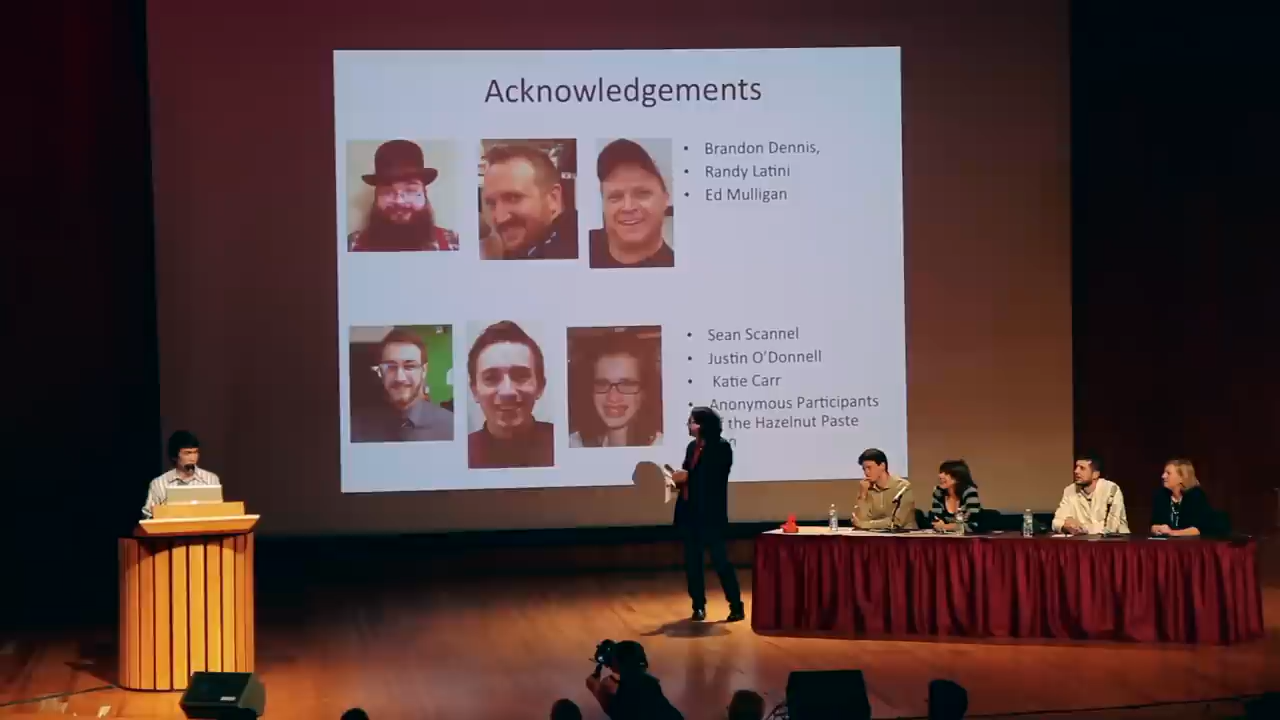 Acknowledgements
• Brandon Dennis,
• Randy Latini
• Ed Mulligan
• Sean Scannel
• Justin O'Donnell
• Katie Carr
• Anonymous Participants
the Hazelnut Paste